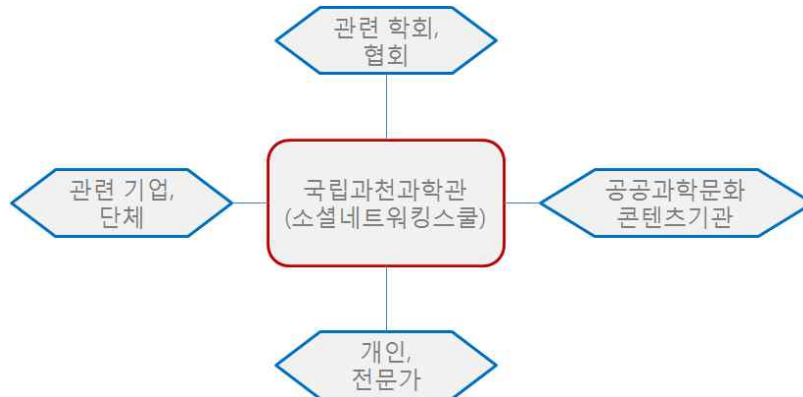 관련 학회,
협회
관련 기업,
단체
국립과천과학관
(소셜네트워킹스쿨)
공공과학문화
콘텐츠기관
개인,
전문가